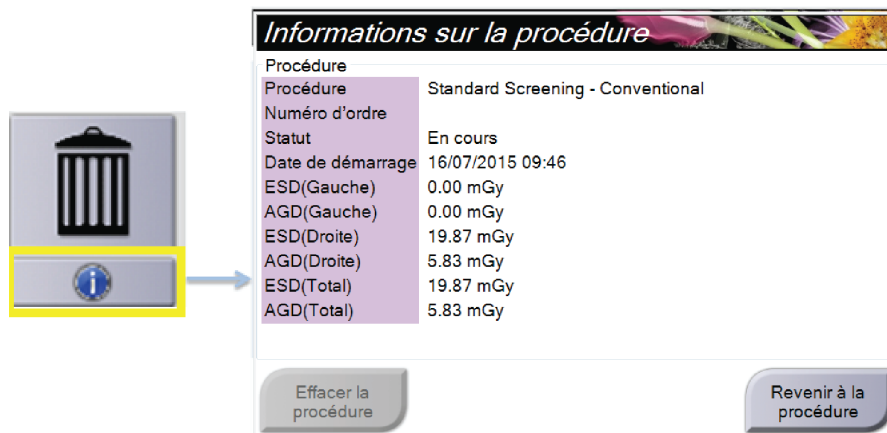 Informations sur la procédure
Procédure
Procédure Standard Screening - Conventional
Numéro d'ordre
Statut En cours
Date de démarrage 16/07/2015 09:46
ESD(Gauche) 0.00 mGy
AGD(Gauche) 0.00 mGy
ESD(Droite) 19.87 mGy
AGD(Droite) 5.83 mGy
ESD(Total) 19.87 mGy
AGD(Total) 5.83 mGy
Effacer la
procédure
Revenir à la
procédure